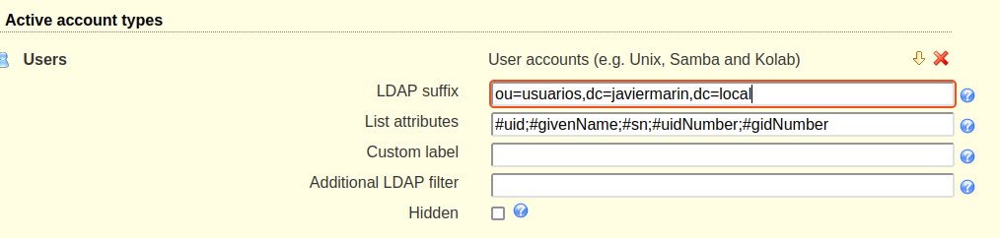 Active account types
Users User accounts (e.g. Unix, Samba and Kolab)
LDAP suffix ou=usuarios,dc=javiermarin,dc=local
List attributes #uid;#givenName;#sn;#uidNumber;#gidNumber
Custom label
Additional LDAP filter
Hidden